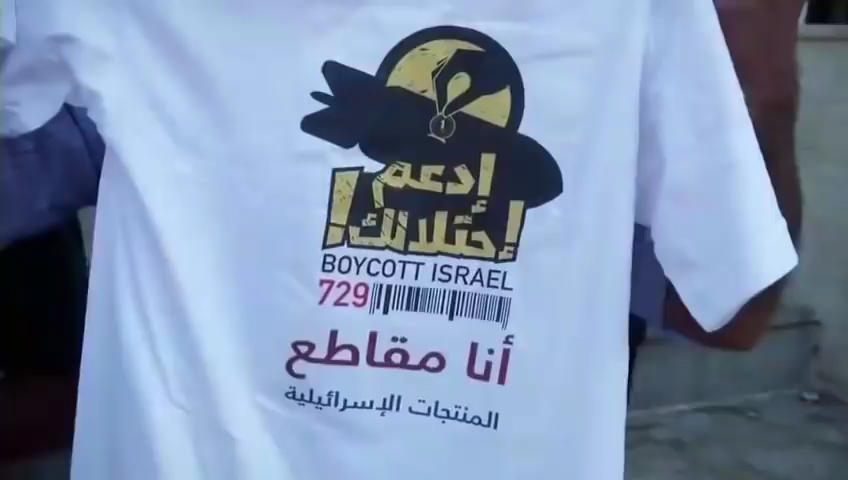 إدعم
إحتلالك!
BOYCOTT ISRAEL
729
أنا مقاطع
المنتجات الإسرائيلية